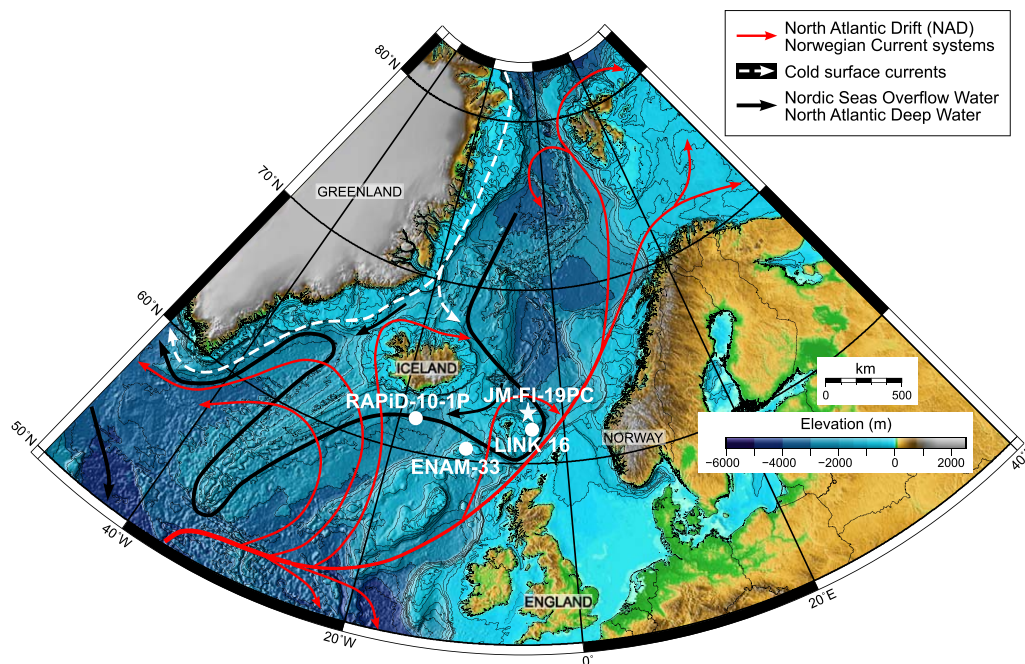 North Atlantic Drift (NAD)
Norwegian Current systems
Cold surface currents
Nordic Seas Overflow Water
North Atlantic Deep Water
80˚N
70˚N
60˚N
50˚N
40˚W
20˚W
0˚
20˚E
40˚
GREENLAND
ICELAND
RAPiD-10-1P
JM-FI-19PC
LINK 16
ENAM-33
NORWAY
ENGLAND
km
0 500
Elevation (m)
−6000 −4000 −2000 0 2000